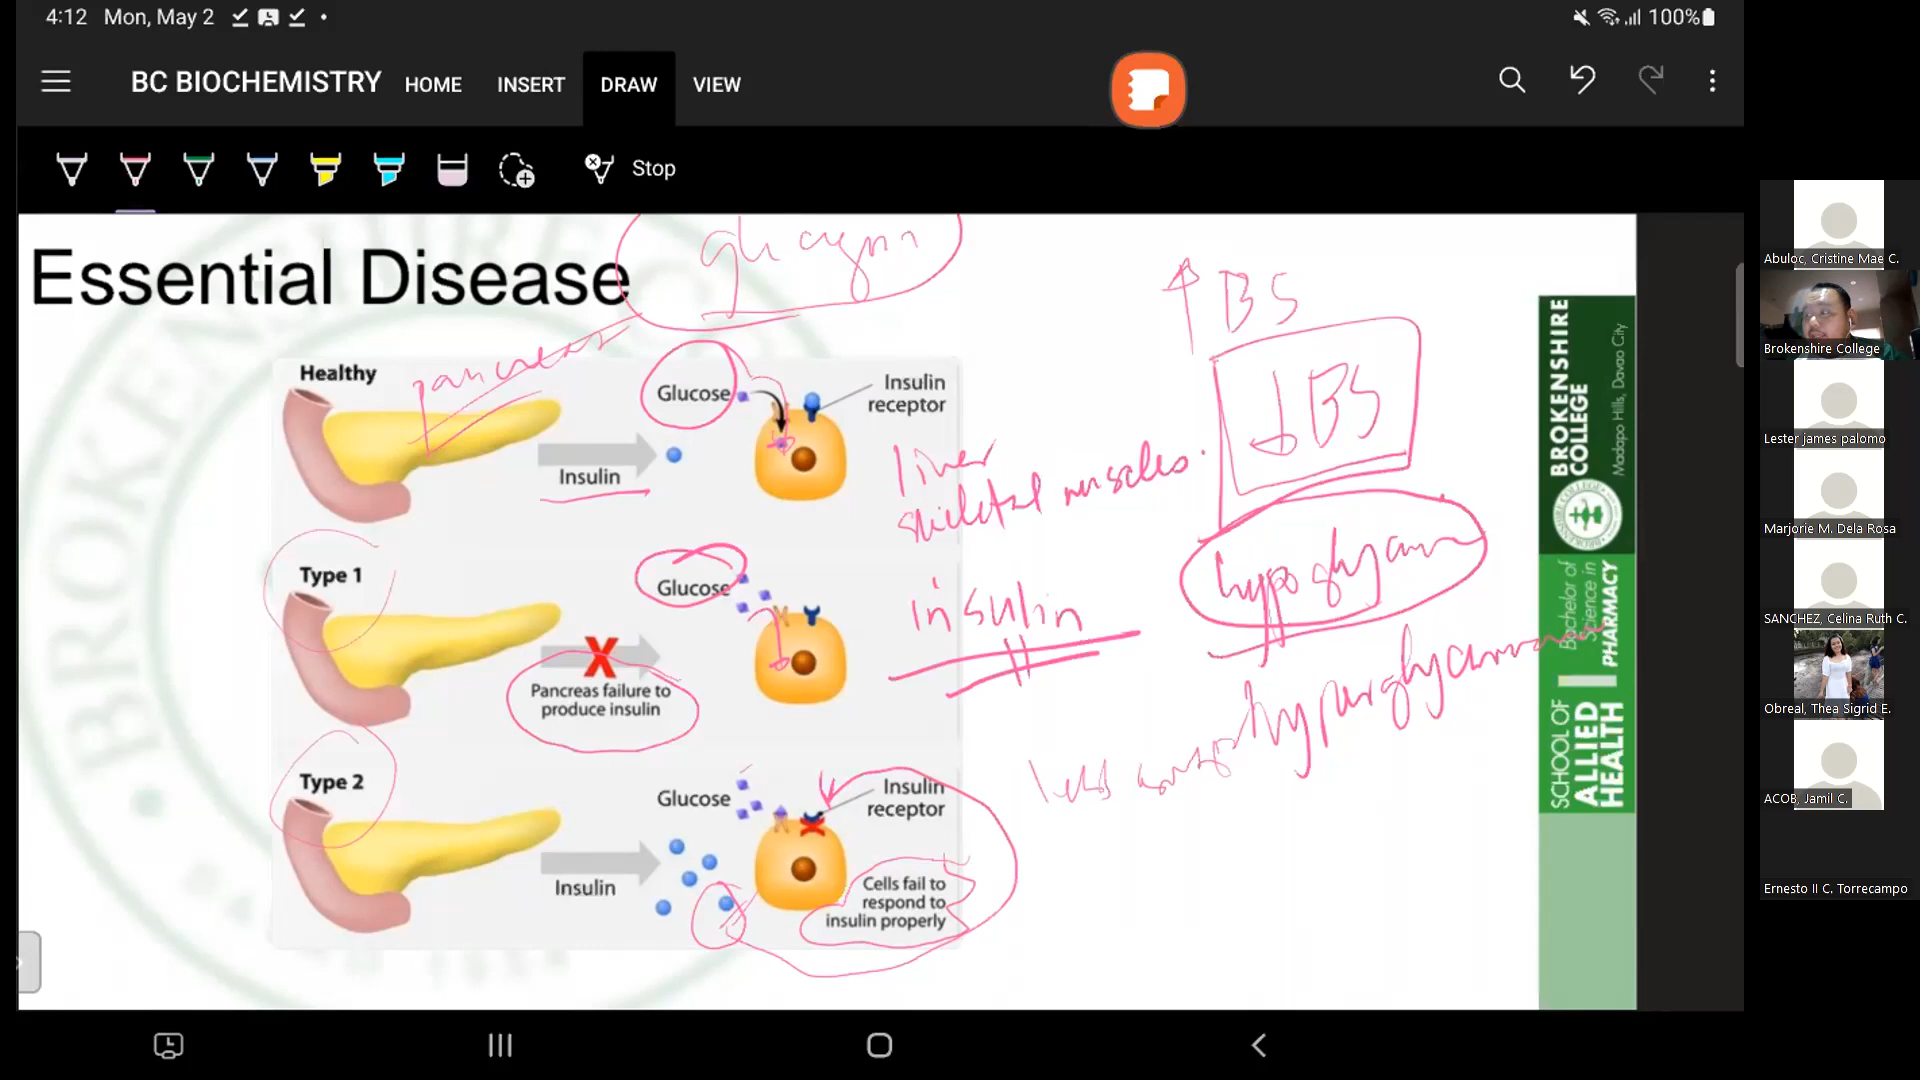 4:12 Mon, May 2
100%
BC BIOCHEMISTRY
HOME
INSERT
DRAW
VIEW
Stop
Essential Disease
Healthy
pancreas
Glucose
Insulin
receptor
Insulin
liver
skeletal muscles.
↑ BS
↓ BS
Type 1
Glucose
Pancreas failure to
produce insulin
insulin
Type 2
Glucose
Insulin
receptor
Insulin
Cells fail to
respond to
insulin properly
less
BROKENSHIRE
COLLEGE
Madapo Hills, Davao City
SCHOOL OF
ALLIED
HEALTH
Bachelor of
Science in
PHARMACY
Abuloc, Cristine Mae C.
Brokenshire College
Lester james palomo
Marjorie M. Dela Rosa
SANCHEZ, Celina Ruth C.
Obreal, Thea Sigrid E.
ACOB, Jamil C.
Ernesto II C. Torrecampo